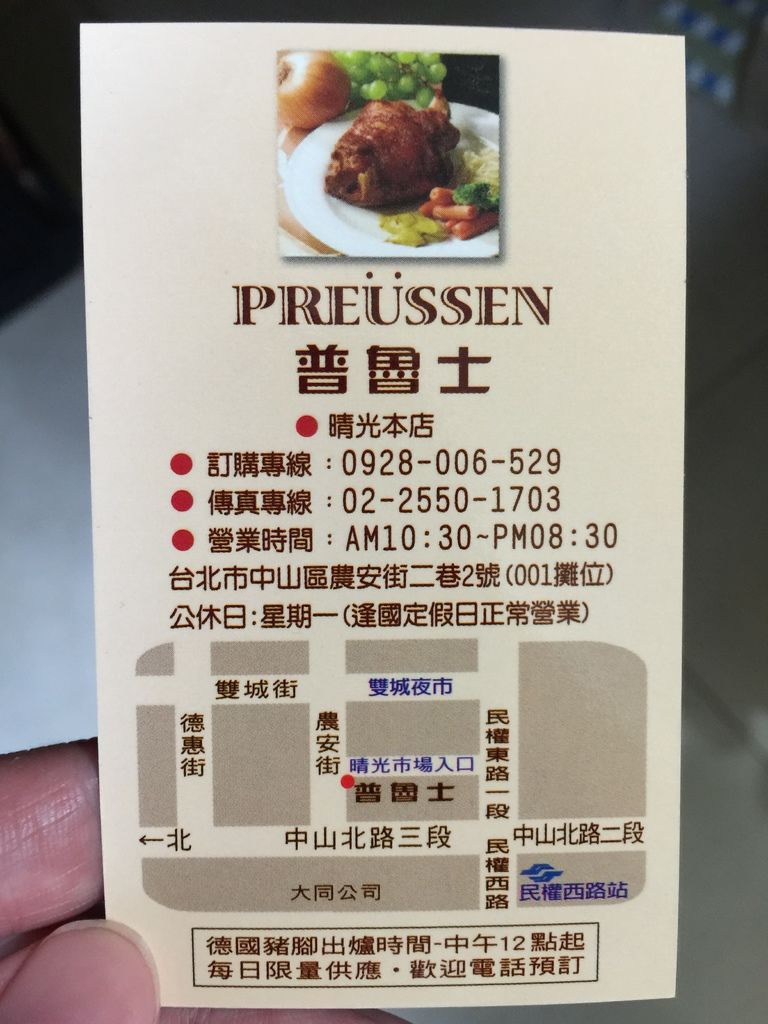 PREÜSSEN
普魯士
● 晴光本店
● 訂購專線：0928-006-529
● 傳真專線：02-2550-1703
● 營業時間：AM10:30~PM08:30
台北市中山區農安街二巷2號(001攤位)
公休日:星期一(逢國定假日正常營業)
雙城街
雙城夜市
德惠街
農安街
民權東路一段
晴光市場入口
普魯士
←北
中山北路三段
中山北路二段
民權西路
大同公司
民權西路站
德國豬腳出爐時間-中午12點起
每日限量供應・歡迎電話預訂